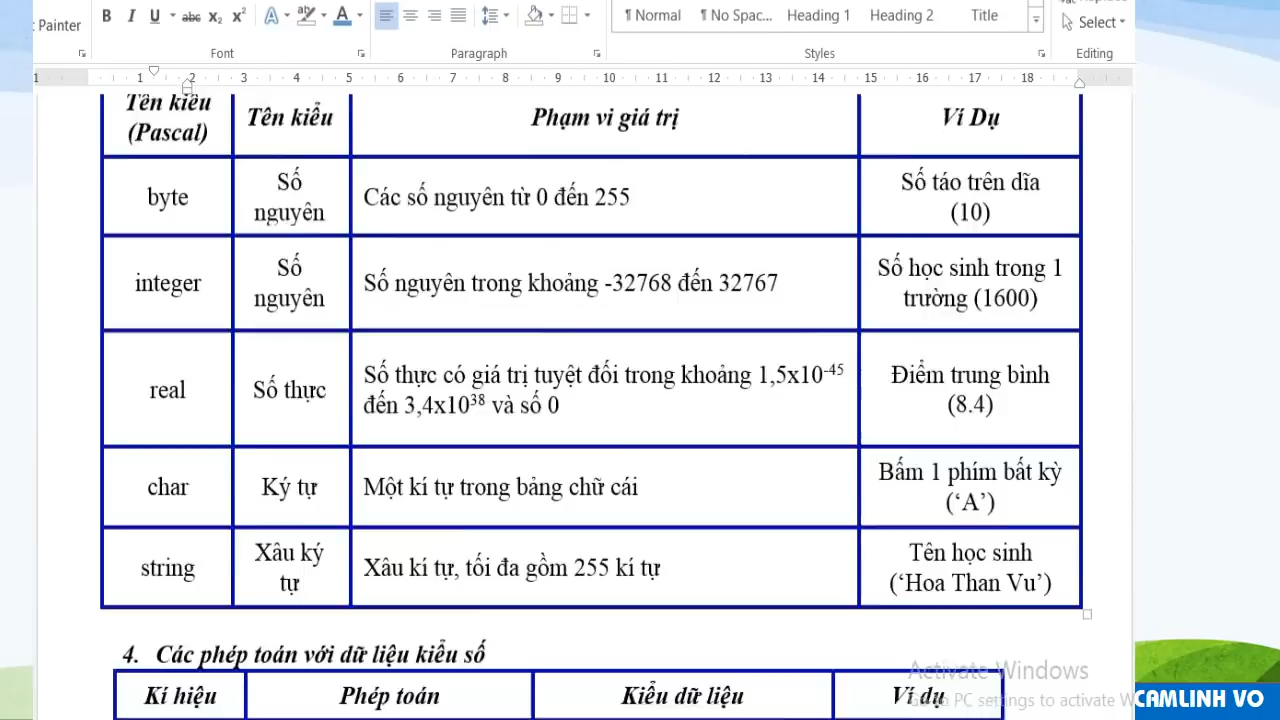 Painter
B I U abc x₂ x²
A aby A
¶ Normal ¶ No Spac... Heading 1 Heading 2 Title
Select
Font Paragraph Styles Editing
1 1 2 3 4 5 6 7 8 9 10 11 12 13 14 15 16 17 18
Tên kiểu
(Pascal)
Tên kiểu
Phạm vi giá trị
Ví Dụ
byte
Số
nguyên
Các số nguyên từ 0 đến 255
Số táo trên dĩa
(10)
integer
Số
nguyên
Số nguyên trong khoảng -32768 đến 32767
Số học sinh trong 1
trường (1600)
real
Số thực
Số thực có giá trị tuyệt đối trong khoảng 1,5x10⁻⁴⁵
đến 3,4x10³⁸ và số 0
Điểm trung bình
(8.4)
char
Ký tự
Một kí tự trong bảng chữ cái
Bấm 1 phím bất kỳ
(‘A’)
string
Xâu ký
tự
Xâu kí tự, tối đa gồm 255 kí tự
Tên học sinh
(‘Hoa Than Vu’)
4. Các phép toán với dữ liệu kiểu số
Kí hiệu Phép toán Kiểu dữ liệu Ví dụ
Activate Windows
to PC settings to activate W
CAMLINH VO